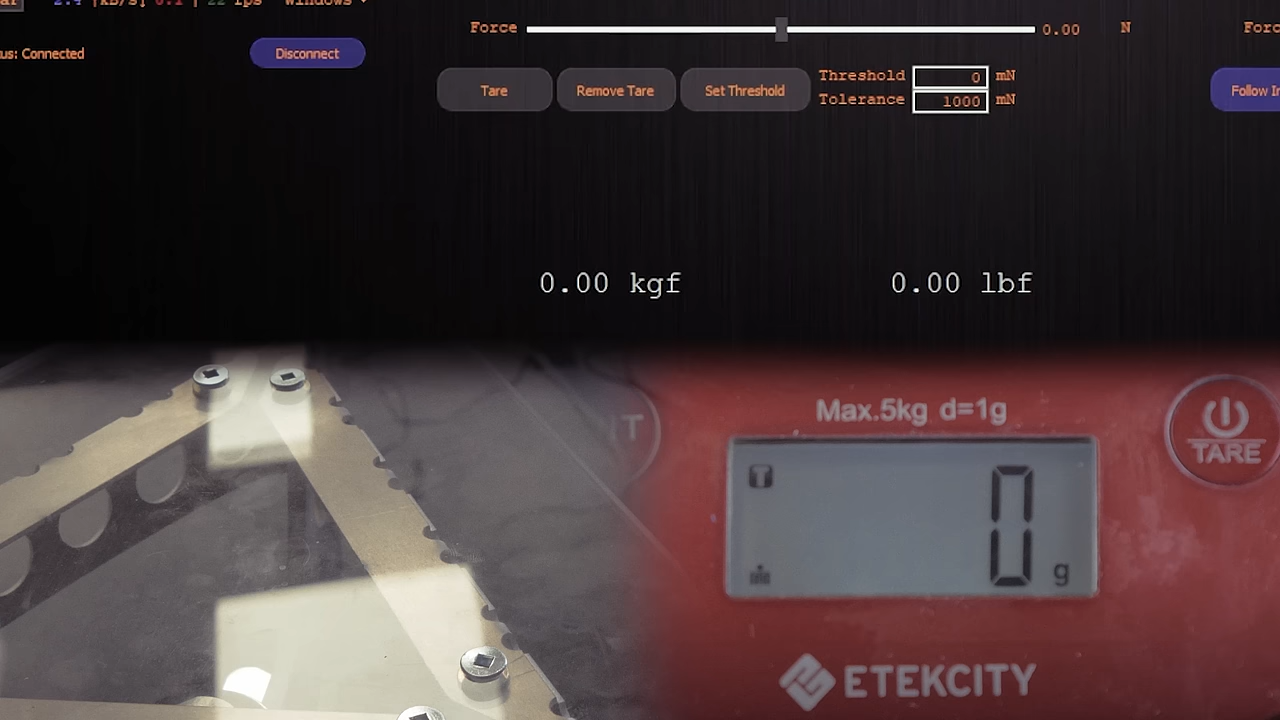 Windows
Force 0.00 N
us: Connected
Disconnect
Tare
Remove Tare
Set Threshold
Threshold 0 mN
Tolerance 1000 mN
Follow
0.00 kgf
0.00 lbf
Max.5kg d=1g
TARE
T
0 g
ETEKCITY